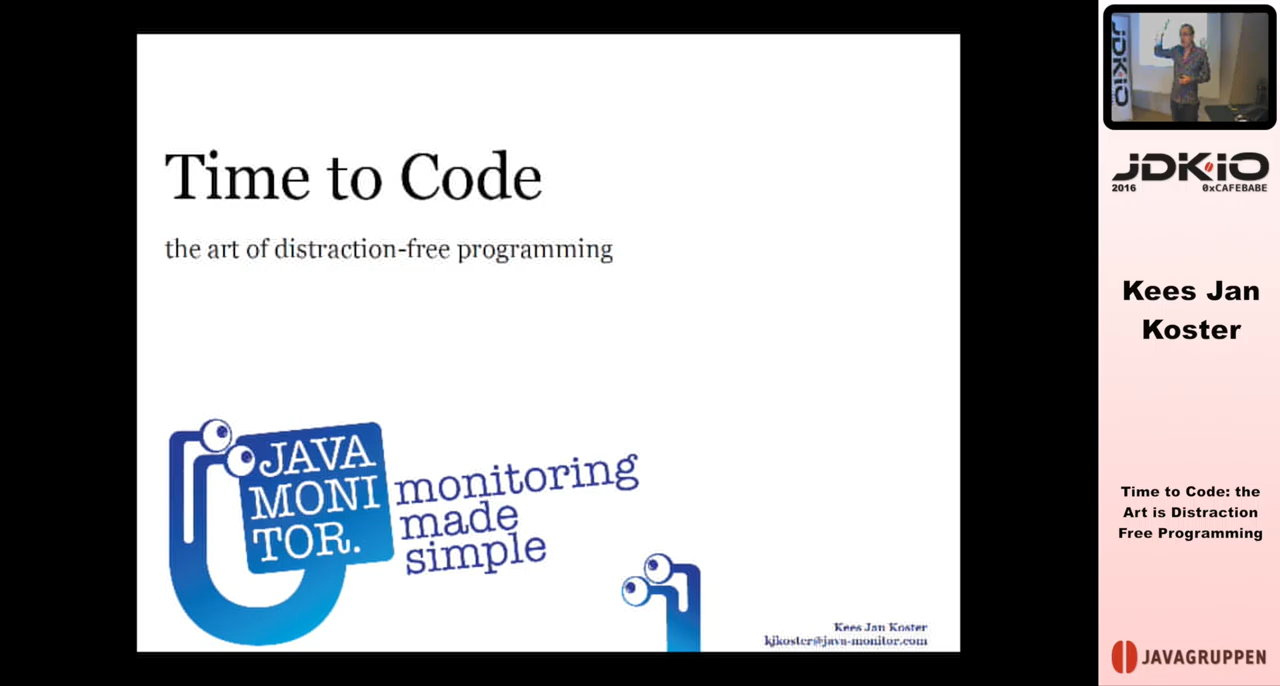 Time to Code
the art of distraction-free programming
JAVA
MONI
TOR.
monitoring
made
simple
Kees Jan Koster
kjkoster@java-monitor.com
JDK·IO
JDK·IO
2016 0xCAFEBABE
Kees Jan
Koster
Time to Code: the
Art is Distraction
Free Programming
JAVAGRUPPEN